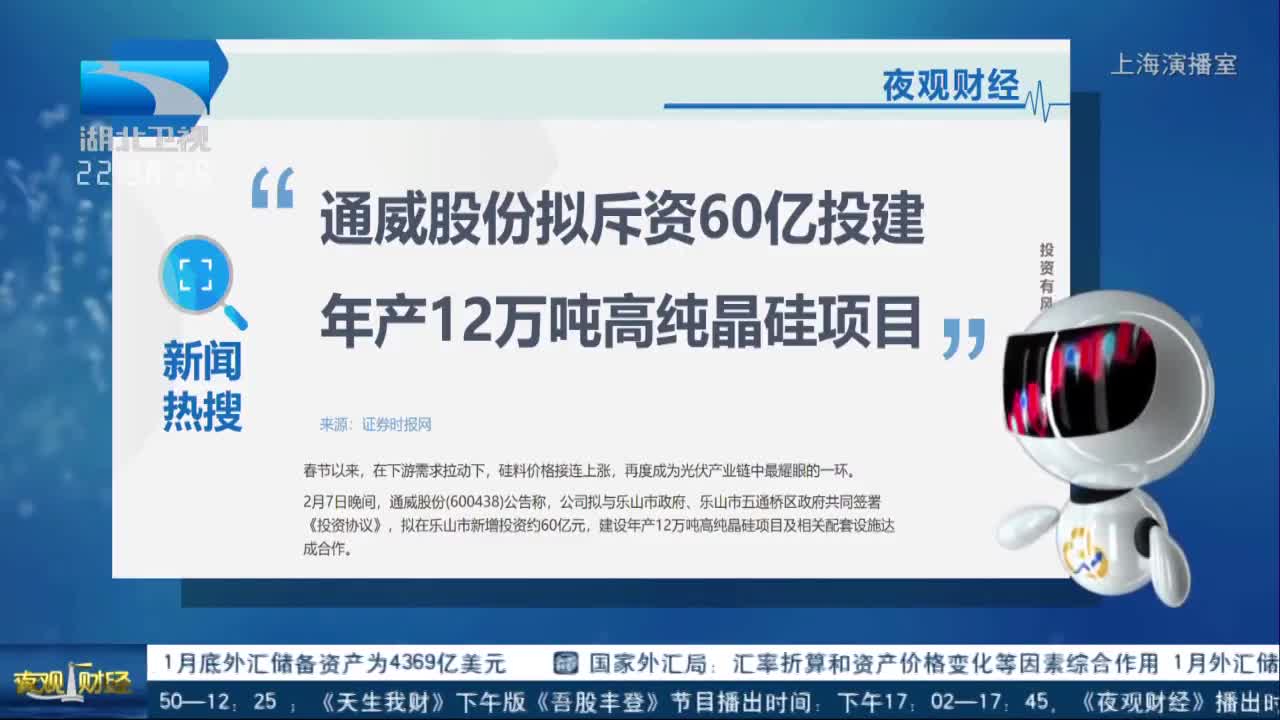 上海演播室
夜观财经
湖北卫视
通威股份拟斥资60亿投建
年产12万吨高纯晶硅项目
投资有风
新闻
热搜
来源：证券时报网
春节以来，在下游需求拉动下，硅料价格接连上涨，再度成为光伏产业链中最耀眼的一环。
2月7日晚间，通威股份(600438)公告称，公司拟与乐山市政府、乐山市五通桥区政府共同签署
《投资协议》，拟在乐山市新增投资约60亿元，建设年产12万吨高纯晶硅项目及相关配套设施达
成合作。
夜观财经
1月底外汇储备资产为4369亿美元 国家外汇局：汇率折算和资产价格变化等因素综合作用 1月外汇储
50—12：25 ；《天生我财》下午版《吾股丰登》节目播出时间：下午17：02—17：45，《夜观财经》播出时